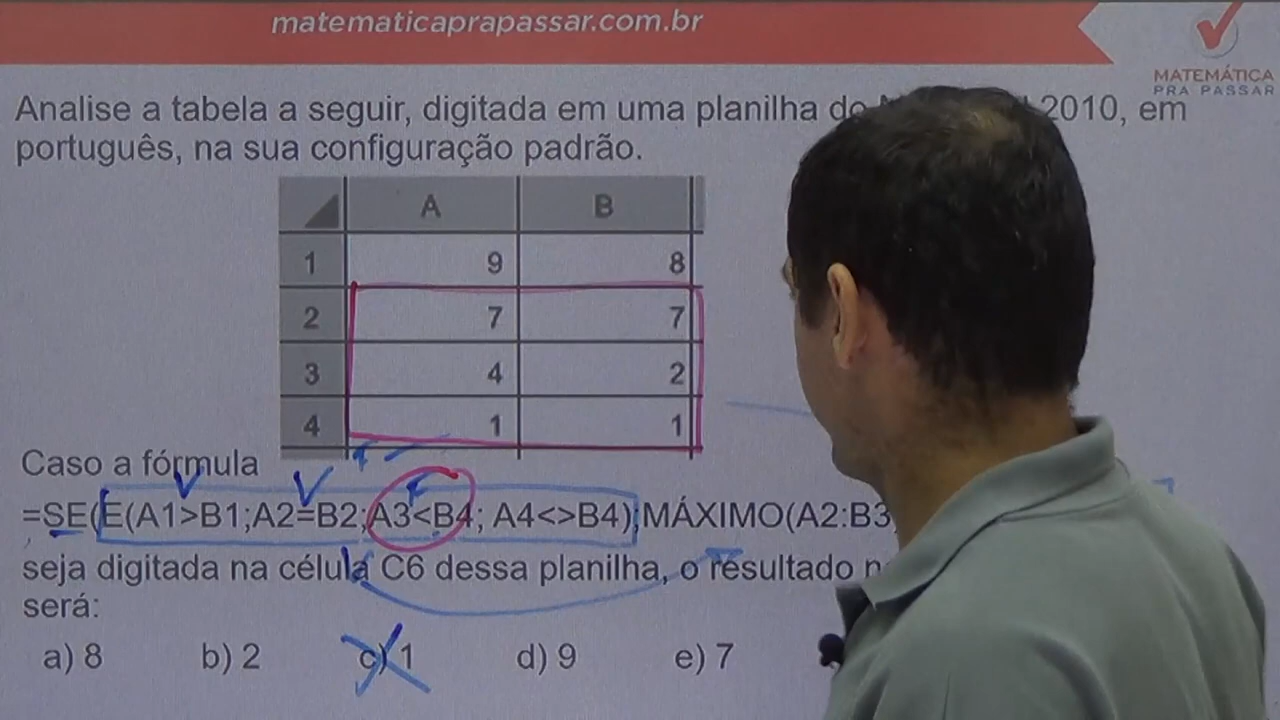 matematicaprapassar.com.br
MATEMÁTICA
PRA PASSAR
Analise a tabela a seguir, digitada em uma planilha do 2010, em
português, na sua configuração padrão.
A B
1 9 8
2 7 7
3 4 2
4 1 1
Caso a fórmula
=SE(E(A1>B1;A2=B2;A3<B4; A4<>B4);MÁXIMO(A2:B3
seja digitada na célula C6 dessa planilha, o resultado
será:
a) 8 b) 2 c) 1 d) 9 e) 7